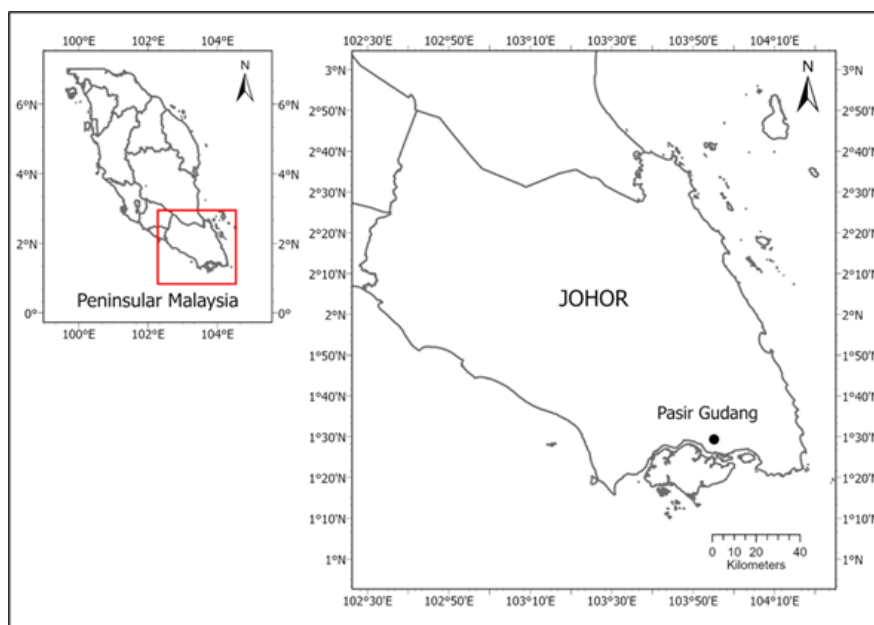 100°E 102°E 104°E
N
6°N 6°N
4°N 4°N
2°N 2°N
0° 0°
Peninsular Malaysia
100°E 102°E 104°E
102°30'E 102°50'E 103°10'E 103°30'E 103°50'E 104°10'E
N
3°N 3°N
2°50'N 2°50'N
2°40'N 2°40'N
2°30'N 2°30'N
2°20'N 2°20'N
2°10'N 2°10'N
JOHOR
2°N 2°N
1°50'N 1°50'N
1°40'N 1°40'N
Pasir Gudang
1°30'N 1°30'N
1°20'N 1°20'N
1°10'N 1°10'N
0 10 20 40
Kilometers
1°N 1°N
102°30'E 102°50'E 103°10'E 103°30'E 103°50'E 104°10'E